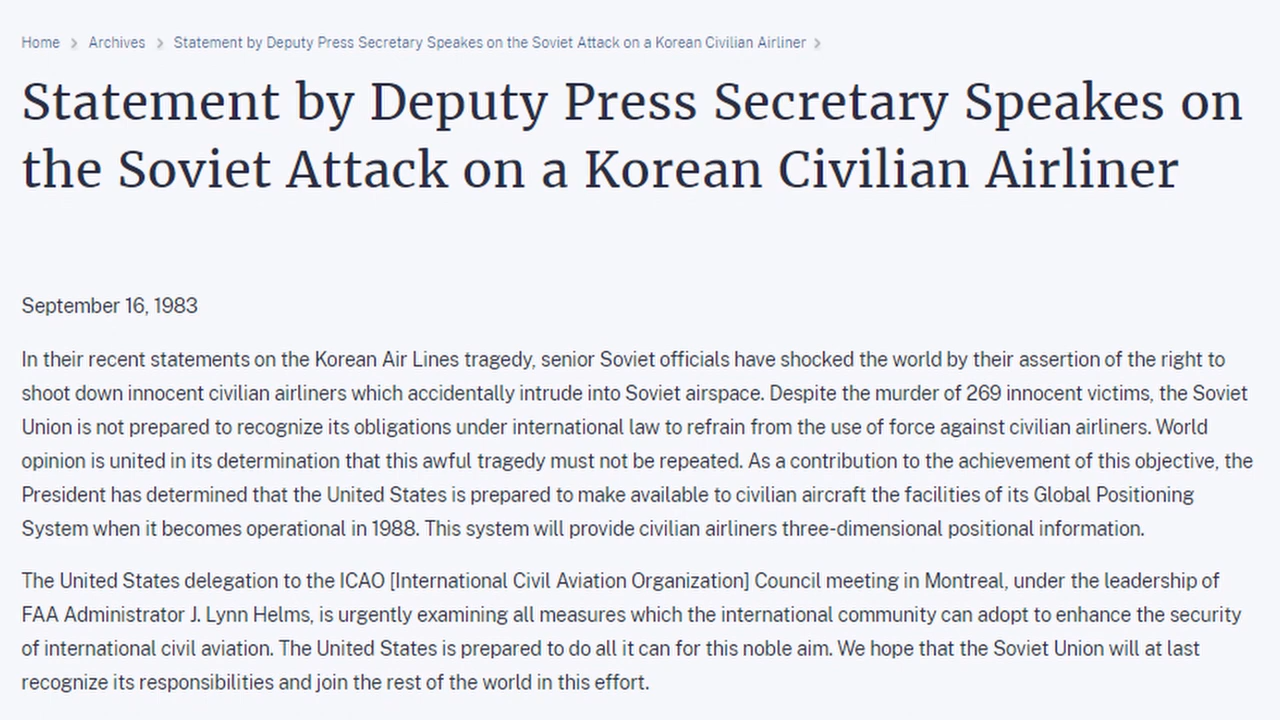 Home > Archives > Statement by Deputy Press Secretary Speakes on the Soviet Attack on a Korean Civilian Airliner >
Statement by Deputy Press Secretary Speakes on
the Soviet Attack on a Korean Civilian Airliner
September 16, 1983
In their recent statements on the Korean Air Lines tragedy, senior Soviet officials have shocked the world by their assertion of the right to
shoot down innocent civilian airliners which accidentally intrude into Soviet airspace. Despite the murder of 269 innocent victims, the Soviet
Union is not prepared to recognize its obligations under international law to refrain from the use of force against civilian airliners. World
opinion is united in its determination that this awful tragedy must not be repeated. As a contribution to the achievement of this objective, the
President has determined that the United States is prepared to make available to civilian aircraft the facilities of its Global Positioning
System when it becomes operational in 1988. This system will provide civilian airliners three-dimensional positional information.
The United States delegation to the ICAO [International Civil Aviation Organization] Council meeting in Montreal, under the leadership of
FAA Administrator J. Lynn Helms, is urgently examining all measures which the international community can adopt to enhance the security
of international civil aviation. The United States is prepared to do all it can for this noble aim. We hope that the Soviet Union will at last
recognize its responsibilities and join the rest of the world in this effort.